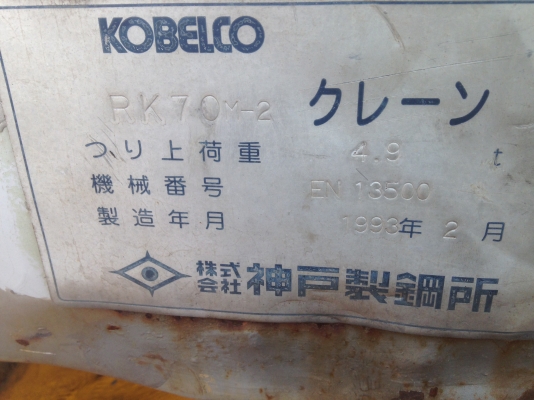 KOBELCO
RK70M-2 クレーン
つり上荷重 4.9 t
機械番号 EN 13500
製造年月 1993年 2月
株式会社 神戸製鋼所